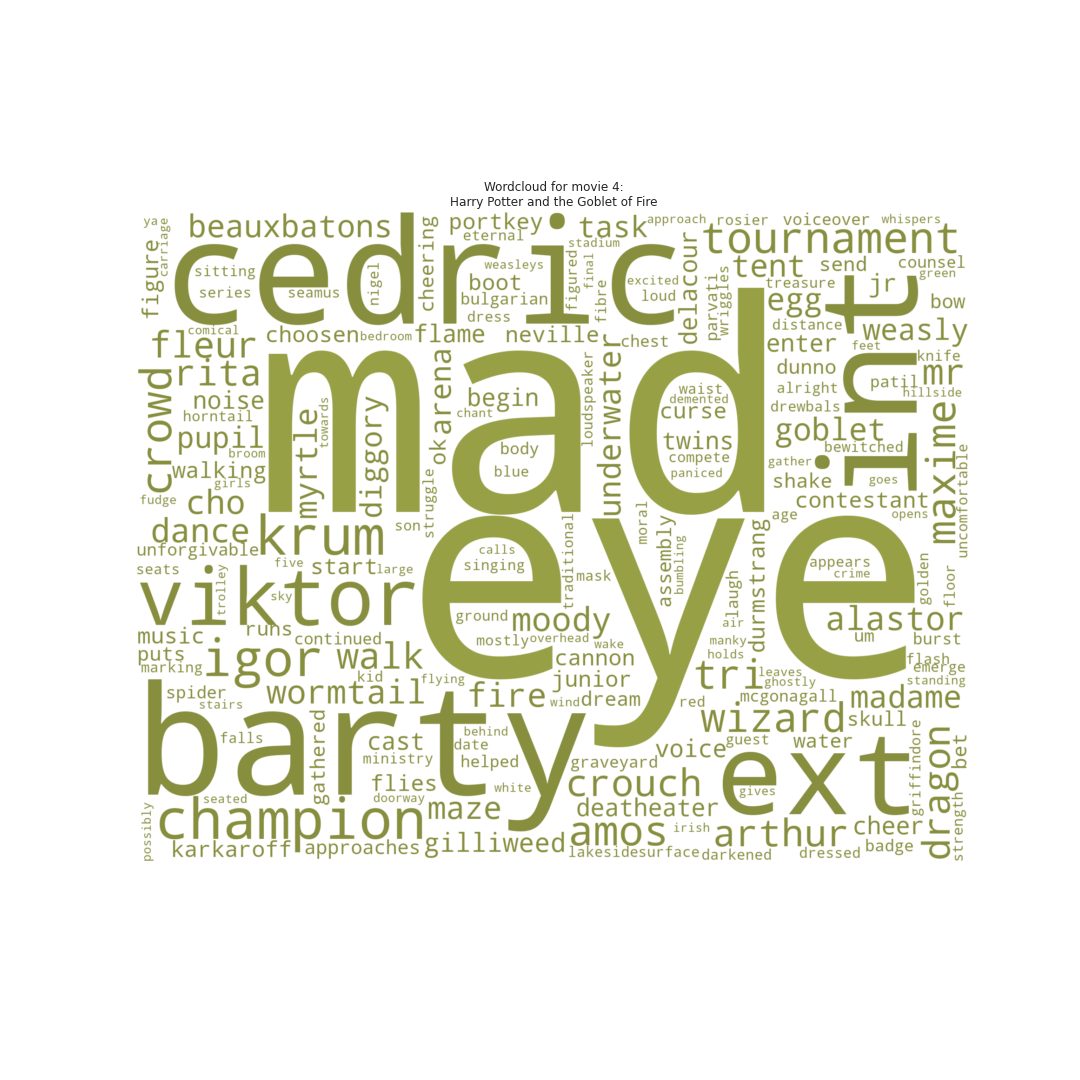 Wordcloud for movie 4:
Harry Potter and the Goblet of Fire
ya
carriage
figure
beauxbatons
cheering
portkey
eternal
task
approach
rosier
voiceover
whispers
cedric
sitting
series
seamus
nigel
weasleys
boot
bulgarian
dress
stadium
figured
final
fibre
excited
loud
delacour
parvati
wriggles
tournament
tent
send
counsel
green
treasure
jr
egg
bow
int
comical
fleur
choosen
bedroom
flame
neville
chest
distance
enter
weasly
feet
knife
rita
mr
dunno
patil
hillside
alright
drewbals
noise
horntail
crowd
pupil
broom
walking
girls
fudge
cho
mad
myrtle
towards
diggory
arena
ok
struggle
begin
chant
body
blue
loudspeaker
underwater
waist
demented
curse
twins
compete
paniced
goblet
bewitched
gather
shake
goes
contestant
age
opens
maxime
uncomfortable
dance
krum
son
unforgivable
seats
five
start
large
trolley
sky
viktor
eye
calls
singing
traditional
mask
moral
assembly
bumbling
laugh
air
durmstrang
appears
crime
golden
floor
alastor
um
burst
music
runs
puts
continued
marking
igor
walk
kid
flying
ground
moody
mostly
overhead
wake
cannon
manky
holds
tri
leaves
ghostly
flash
emerge
standing
spider
stairs
wormtail
fire
junior
wind
dream
red
mcgonagall
madame
wizard
skull
barty
falls
gathered
cast
ministry
behind
date
helped
flies
doorway
white
graveyard
voice
guest
water
crouch
ext
gives
griffindore
dragon
bet
strength
possibly
seated
champion
maze
deatheater
karkaroff
approaches
gilliweed
amos
irish
arthur
cheer
badge
lakesidesurface
darkened
dressed